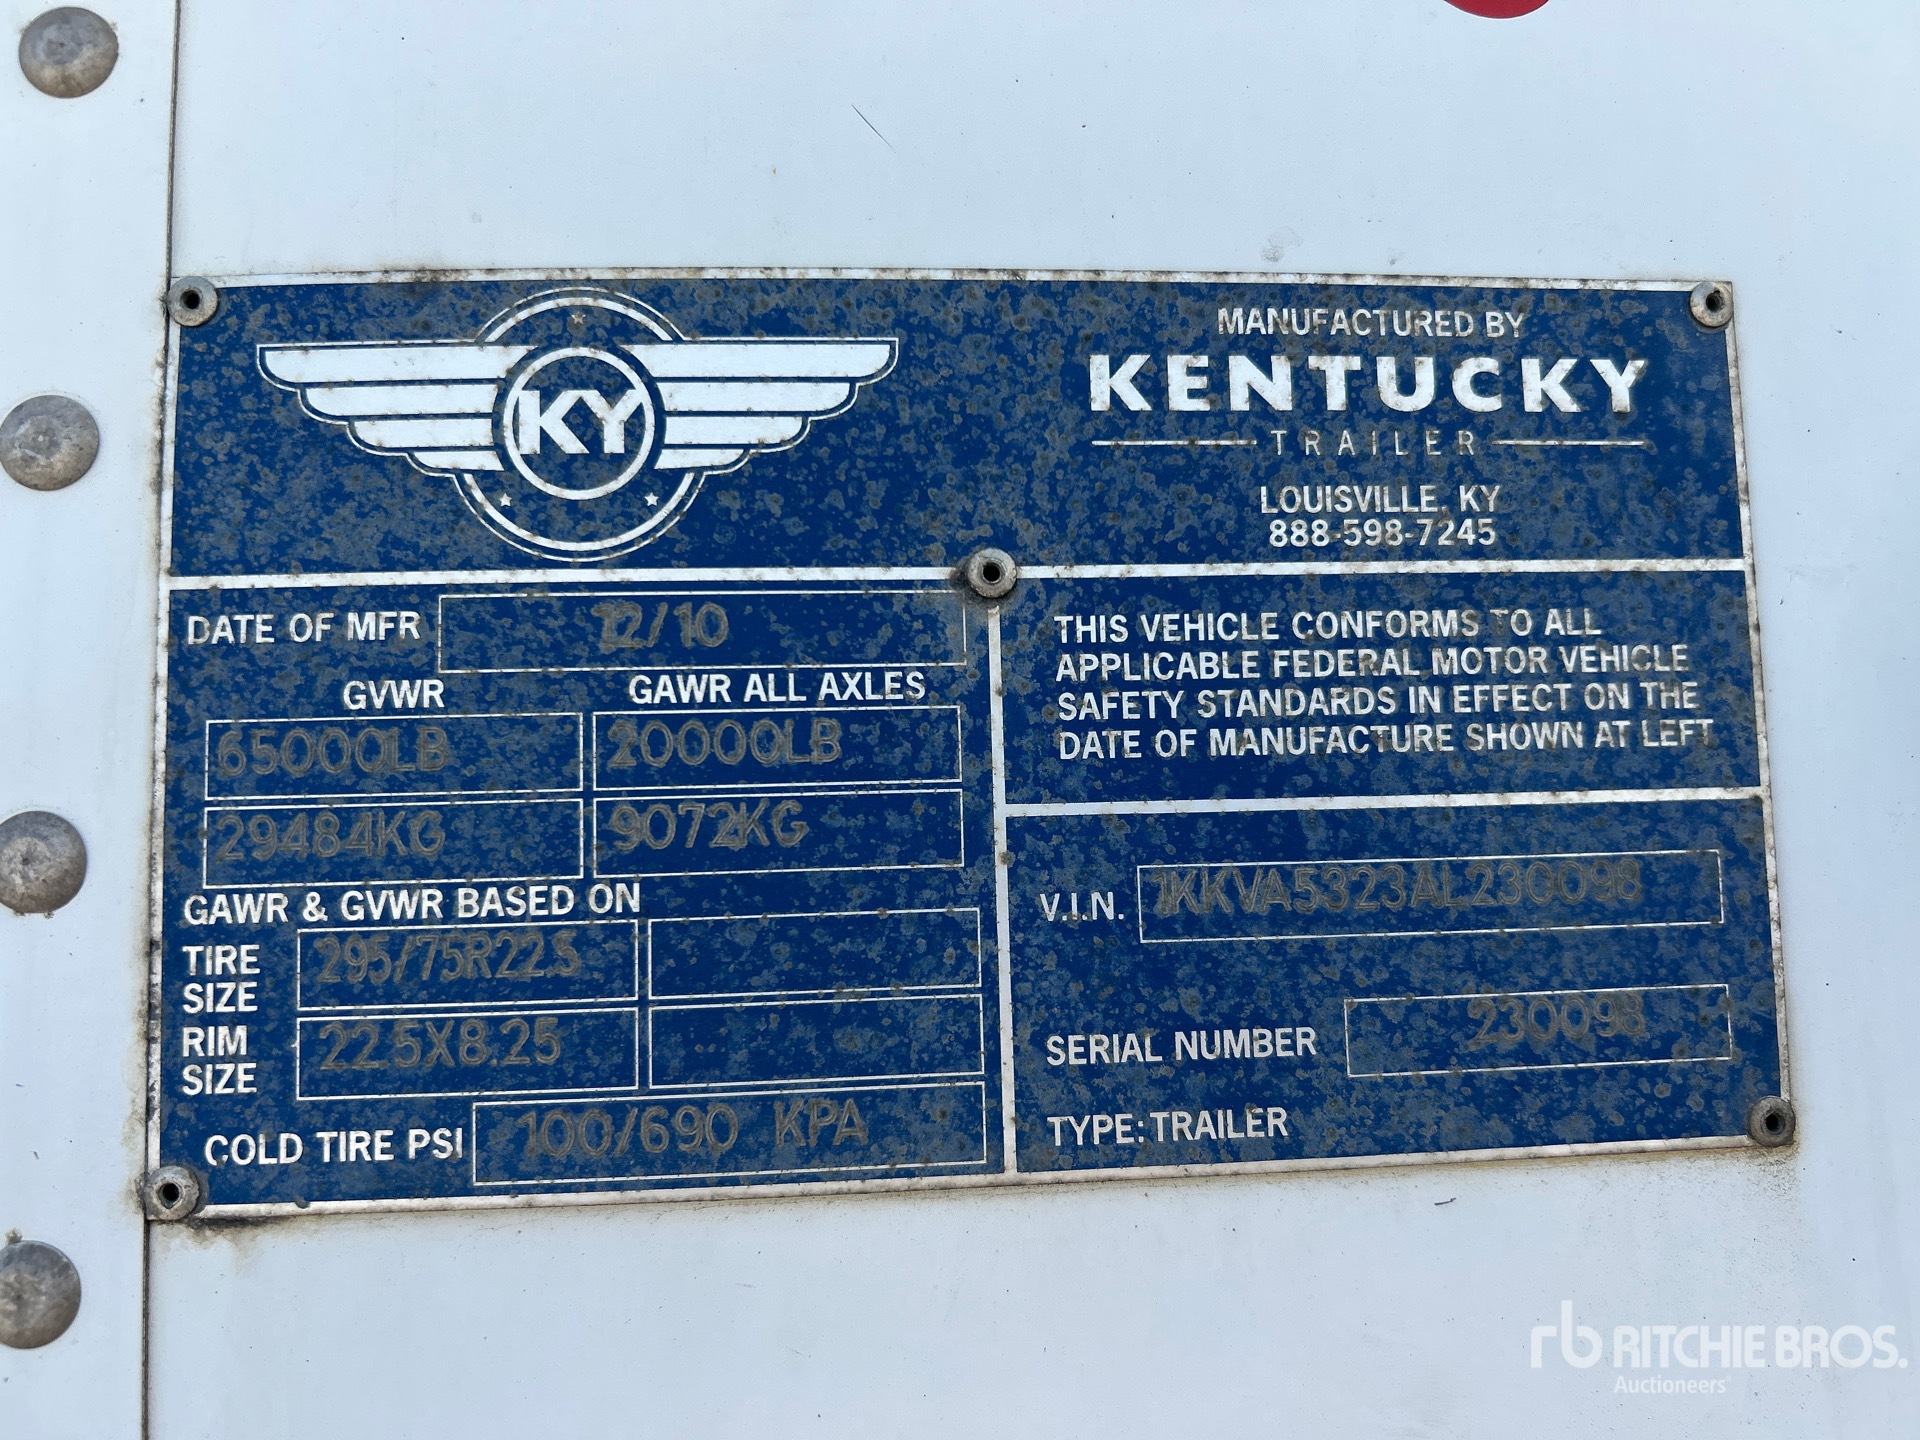 KY
MANUFACTURED BY
KENTUCKY
TRAILER
LOUISVILLE, KY
888-598-7245
DATE OF MFR 12/10
GVWR GAWR ALL AXLES
65000LB 20000LB
29484KG 9072KG
GAWR & GVWR BASED ON
TIRE SIZE 295/75R22.5
RIM SIZE 22.5X8.25
COLD TIRE PSI 100/690 KPA
THIS VEHICLE CONFORMS TO ALL
APPLICABLE FEDERAL MOTOR VEHICLE
SAFETY STANDARDS IN EFFECT ON THE
DATE OF MANUFACTURE SHOWN AT LEFT
V.I.N. 1KKVA5323AL230098
SERIAL NUMBER 230098
TYPE: TRAILER
rb RITCHIE BROS.
Auctioneers